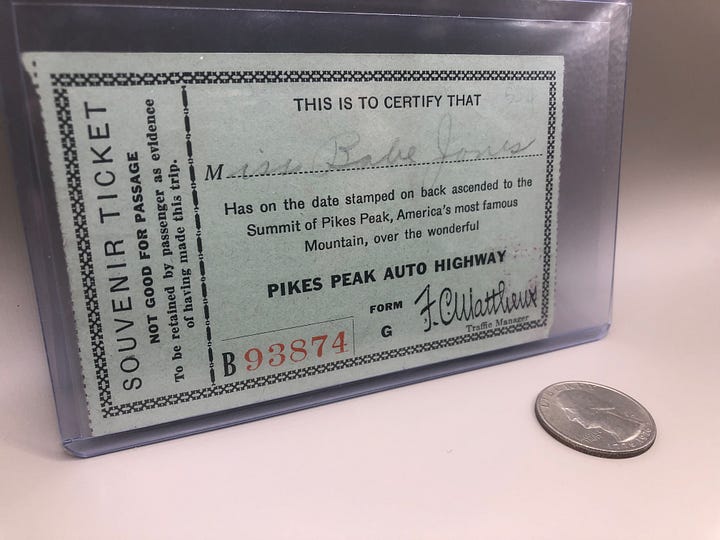 SOUVENIR TICKET
NOT GOOD FOR PASSAGE
To be retained by passenger as evidence
of having made this trip.
THIS IS TO CERTIFY THAT
Miss Babe Jones
Has on the date stamped on back ascended to the
Summit of Pikes Peak, America's most famous
Mountain, over the wonderful
PIKES PEAK AUTO HIGHWAY
FORM
G
F.C. Matthews
Traffic Manager
B 93874